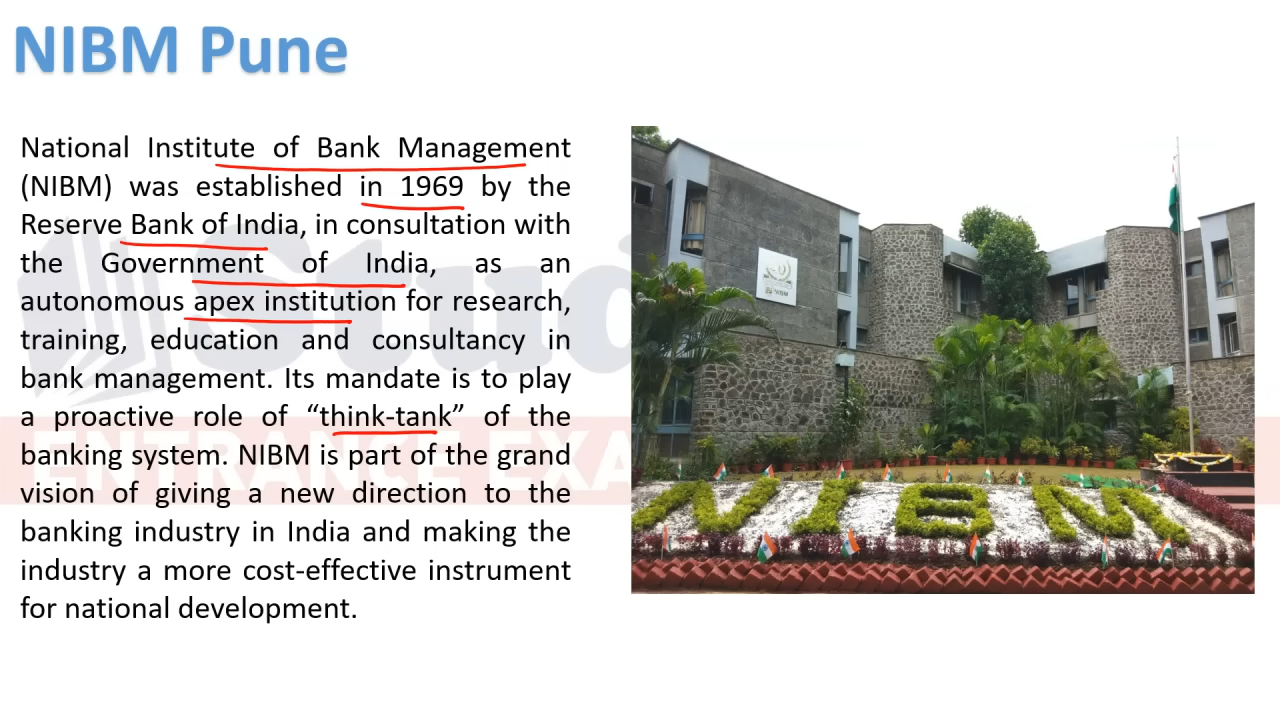 NIBM Pune
National Institute of Bank Management
(NIBM) was established in 1969 by the
Reserve Bank of India, in consultation with
the Government of India, as an
autonomous apex institution for research,
training, education and consultancy in
bank management. Its mandate is to play
a proactive role of “think-tank” of the
banking system. NIBM is part of the grand
vision of giving a new direction to the
banking industry in India and making the
industry a more cost-effective instrument
for national development.
NIBM
NIBM
Stud
ENTRANCE EXA